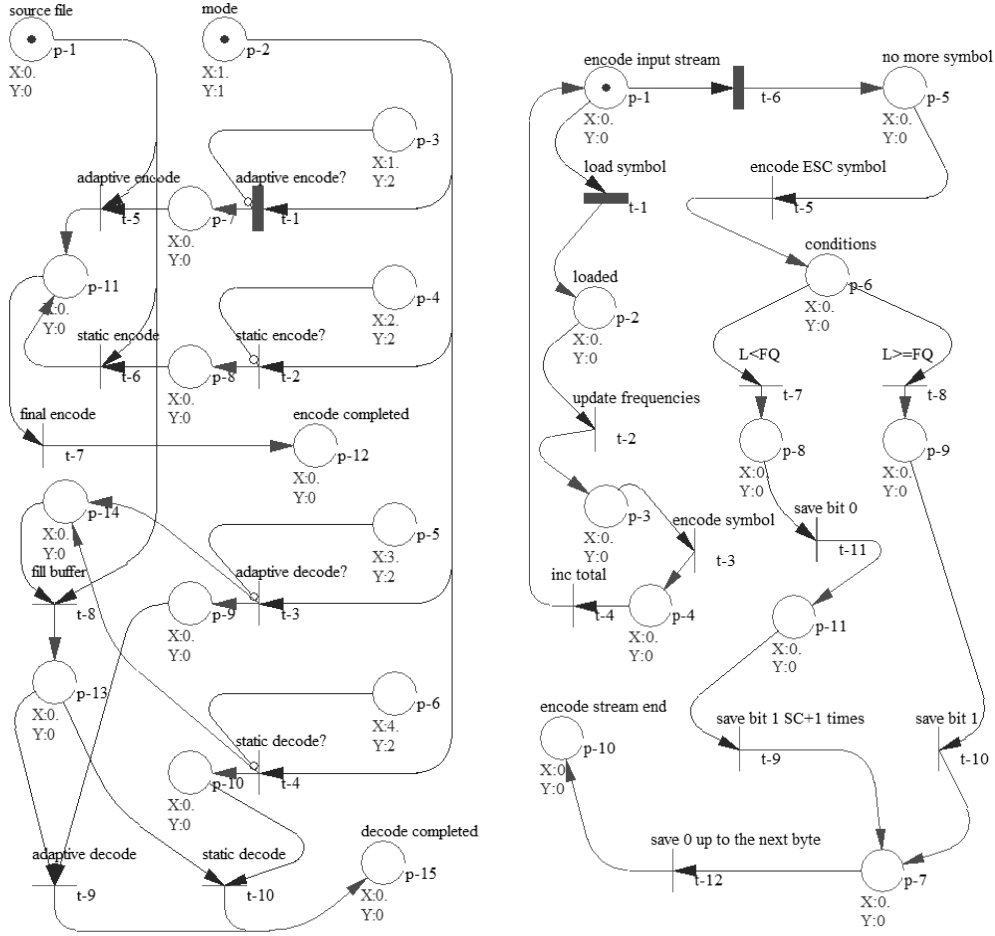 source file
p-1
X:0.
Y:0
mode
p-2
X:1.
Y:1
p-3
X:1.
Y:2
adaptive encode
t-5
p-7
X:0.
Y:0
adaptive encode?
t-1
p-11
X:0.
Y:0
p-4
X:2.
Y:2
static encode
t-6
p-8
X:0.
Y:0
static encode?
t-2
final encode
t-7
encode completed
p-12
X:0.
Y:0
p-14
X:0.
Y:0
p-5
X:3.
Y:2
fill buffer
t-8
p-9
X:0.
Y:0
adaptive decode?
t-3
p-13
X:0.
Y:0
p-6
X:4.
Y:2
static decode?
t-4
p-10
X:0.
Y:0
adaptive decode
t-9
static decode
t-10
decode completed
p-15
X:0.
Y:0
encode input stream
p-1
X:0.
Y:0
t-6
no more symbol
p-5
X:0.
Y:0
load symbol
t-1
encode ESC symbol
t-5
loaded
p-2
X:0.
Y:0
conditions
p-6
X:0.
Y:0
L<FQ
t-7
L>=FQ
t-8
update frequencies
t-2
p-8
X:0.
Y:0
p-9
X:0.
Y:0
p-3
X:0.
Y:0
encode symbol
t-3
save bit 0
t-11
inc total
t-4
p-4
X:0.
Y:0
p-11
X:0.
Y:0
encode stream end
p-10
X:0.
Y:0
save bit 1 SC+1 times
t-9
save bit 1
t-10
save 0 up to the next byte
t-12
p-7
X:0.
Y:0